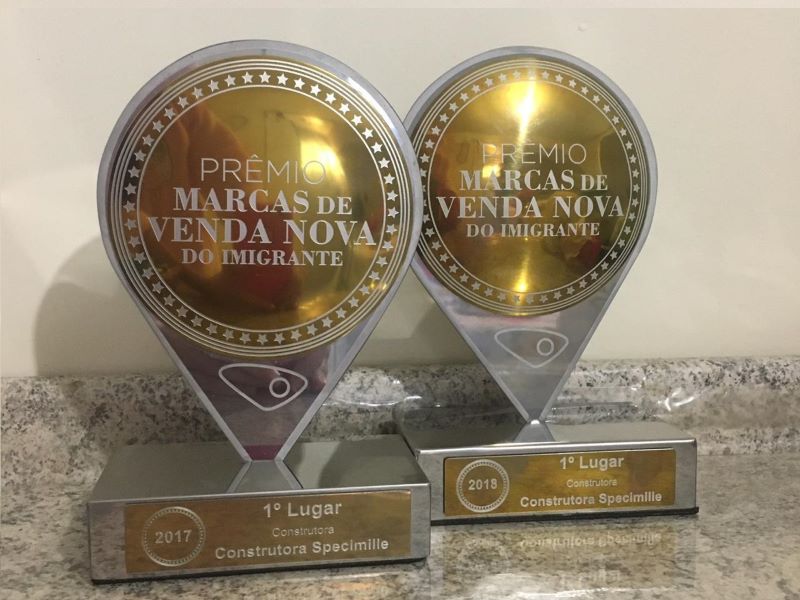 PRÊMIO
MARCAS DE
VENDA NOVA
DO IMIGRANTE
2017
1º Lugar
Construtora
Construtora Specimille
PRÊMIO
MARCAS DE
VENDA NOVA
DO IMIGRANTE
2018
1º Lugar
Construtora
Construtora Specimille